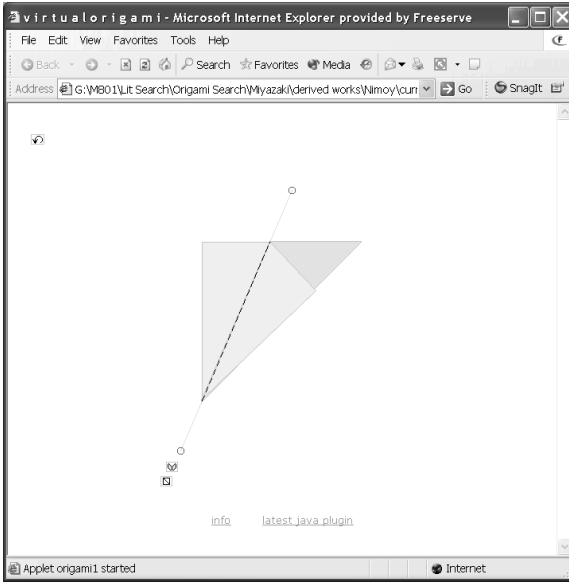 v i r t u a l o r i g a m i - Microsoft Internet Explorer provided by Freeserve
File Edit View Favorites Tools Help
Back Search Favorites Media
Address G:\M801\Lit Search\Origami Search\Miyazaki\derived works\Nimoy\curr Go SnagIt
info latest java plugin
Applet origami1 started Internet